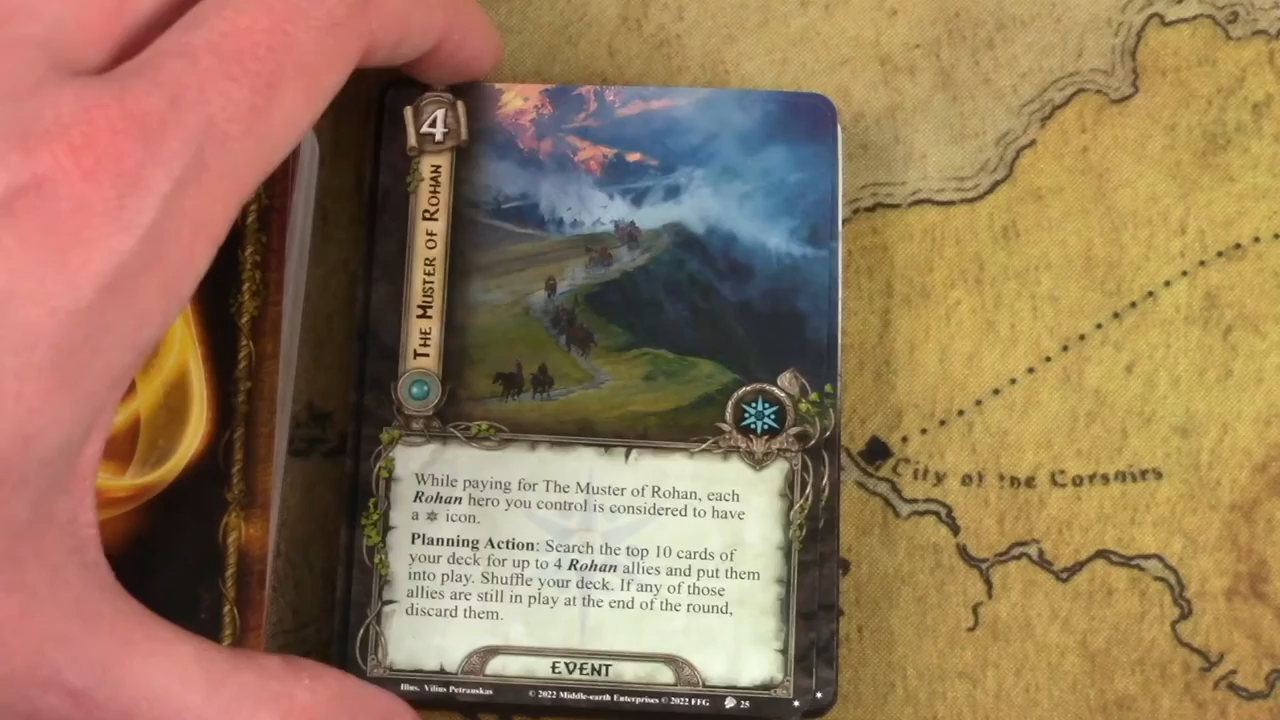 4
THE MUSTER OF ROHAN
While paying for The Muster of Rohan, each
Rohan hero you control is considered to have
a icon.
Planning Action: Search the top 10 cards of
your deck for up to 4 Rohan allies and put them
into play. Shuffle your deck. If any of those
allies are still in play at the end of the round,
discard them.
EVENT
Illus. Vilius Petrauskas © 2022 Middle-earth Enterprises © 2022 FFG 25
City of the Corsairs